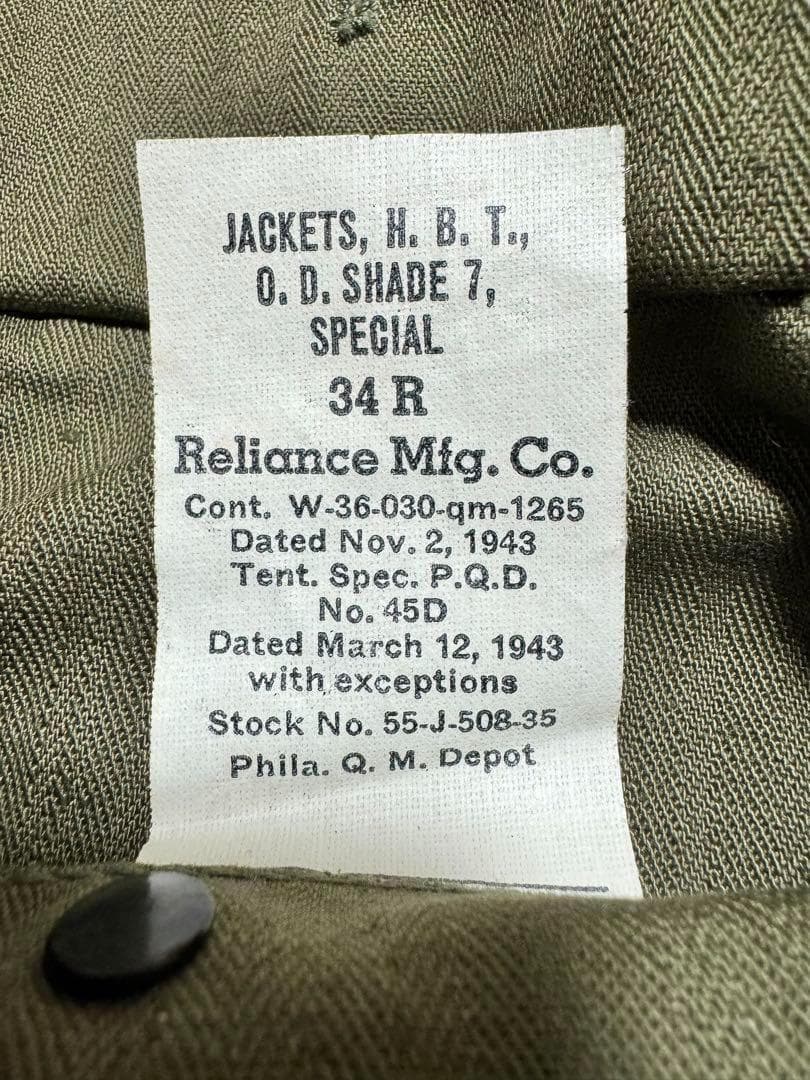 JACKETS, H. B. T.,
O. D. SHADE 7,
SPECIAL
34 R
Reliance Mfg. Co.
Cont. W-36-030-qm-1265
Dated Nov. 2, 1943
Tent. Spec. P.Q.D.
No. 45D
Dated March 12, 1943
with exceptions
Stock No. 55-J-508-35
Phila. Q. M. Depot